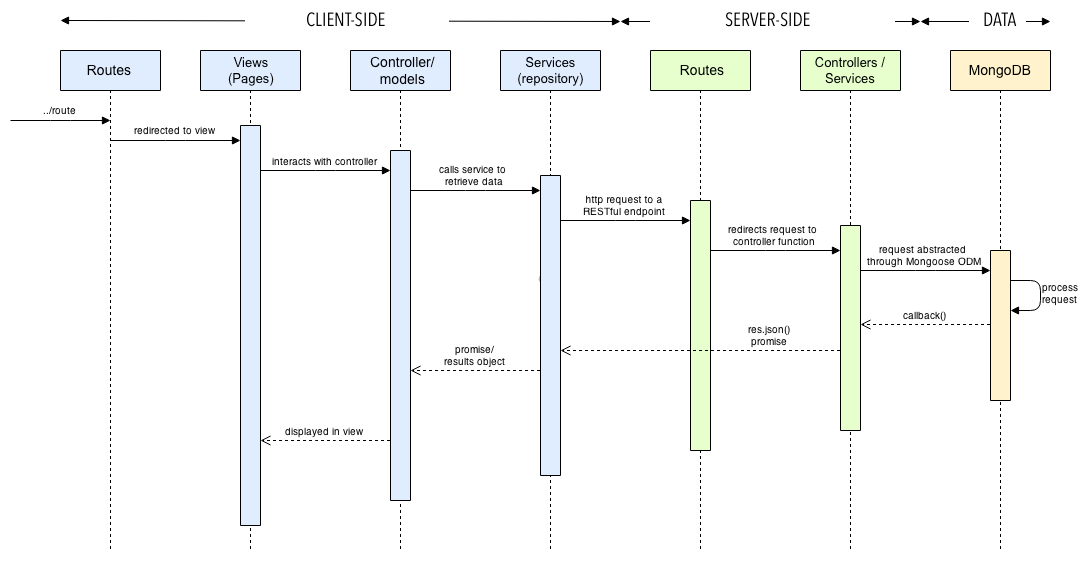 CLIENT-SIDE
SERVER-SIDE
DATA
Routes
Views
(Pages)
Controller/
models
Services
(repository)
Routes
Controllers /
Services
MongoDB
../route
redirected to view
interacts with controller
calls service to
retrieve data
http request to a
RESTful endpoint
redirects request to
controller function
request abstracted
through Mongoose ODM
process
request
callback()
res.json()
promise
promise/
results object
displayed in view